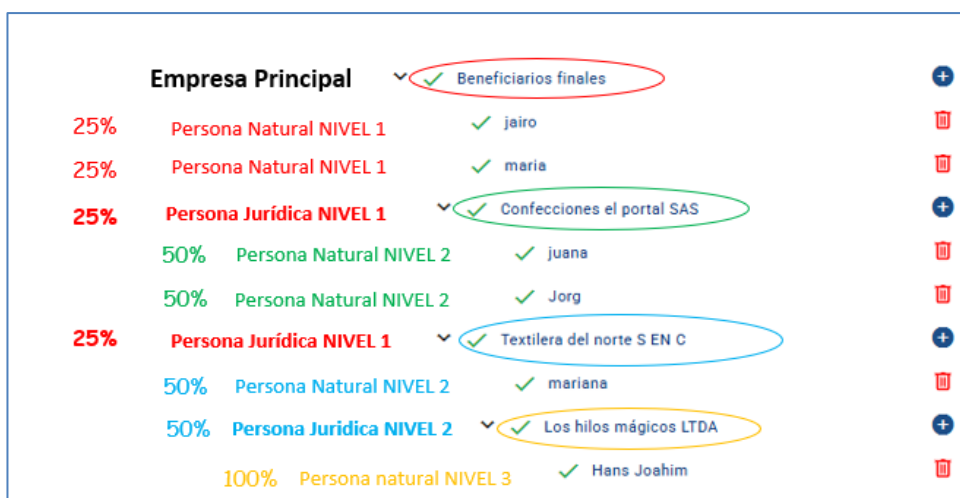 Empresa Principal Beneficiarios finales
25% Persona Natural NIVEL 1 jairo
25% Persona Natural NIVEL 1 maria
25% Persona Jurídica NIVEL 1 Confecciones el portal SAS
50% Persona Natural NIVEL 2 juana
50% Persona Natural NIVEL 2 Jorg
25% Persona Jurídica NIVEL 1 Textilera del norte S EN C
50% Persona Natural NIVEL 2 mariana
50% Persona Juridica NIVEL 2 Los hilos mágicos LTDA
100% Persona natural NIVEL 3 Hans Joahim